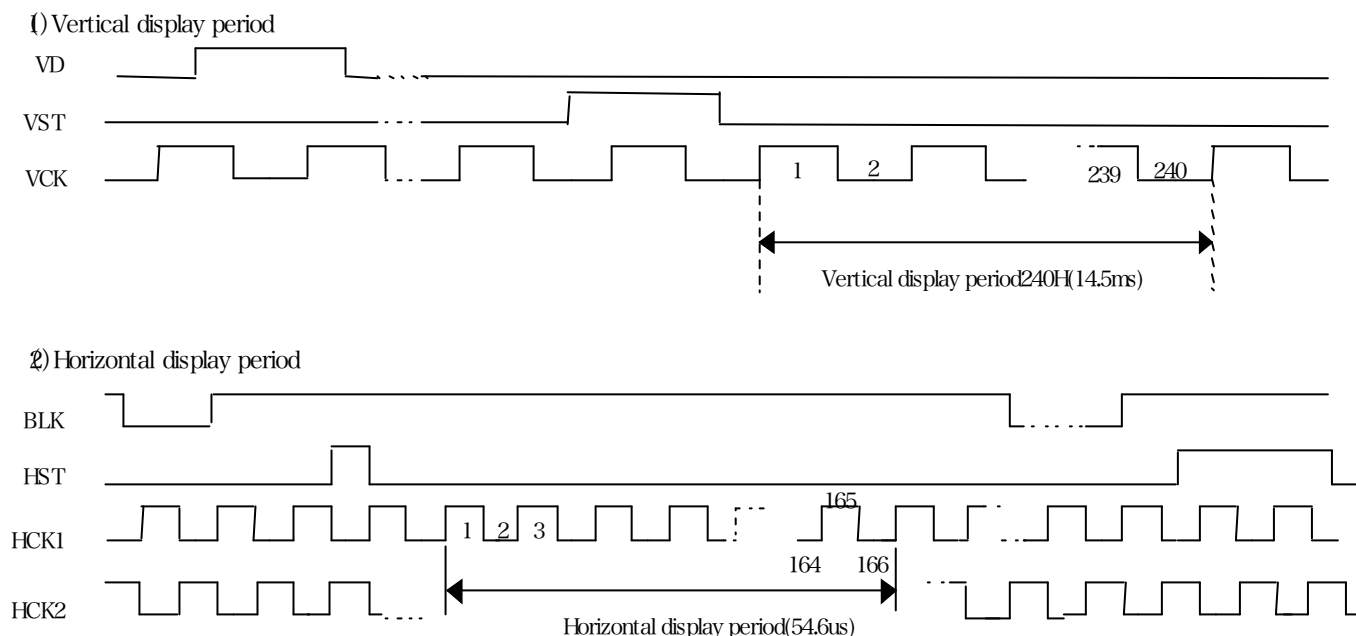 (1) Vertical display period
VD
VST
VCK
1 2 239 240
Vertical display period240H(14.5ms)
(2) Horizontal display period
BLK
HST
165
HCK1
1 2 3
164 166
HCK2
Horizontal display period(54.6us)